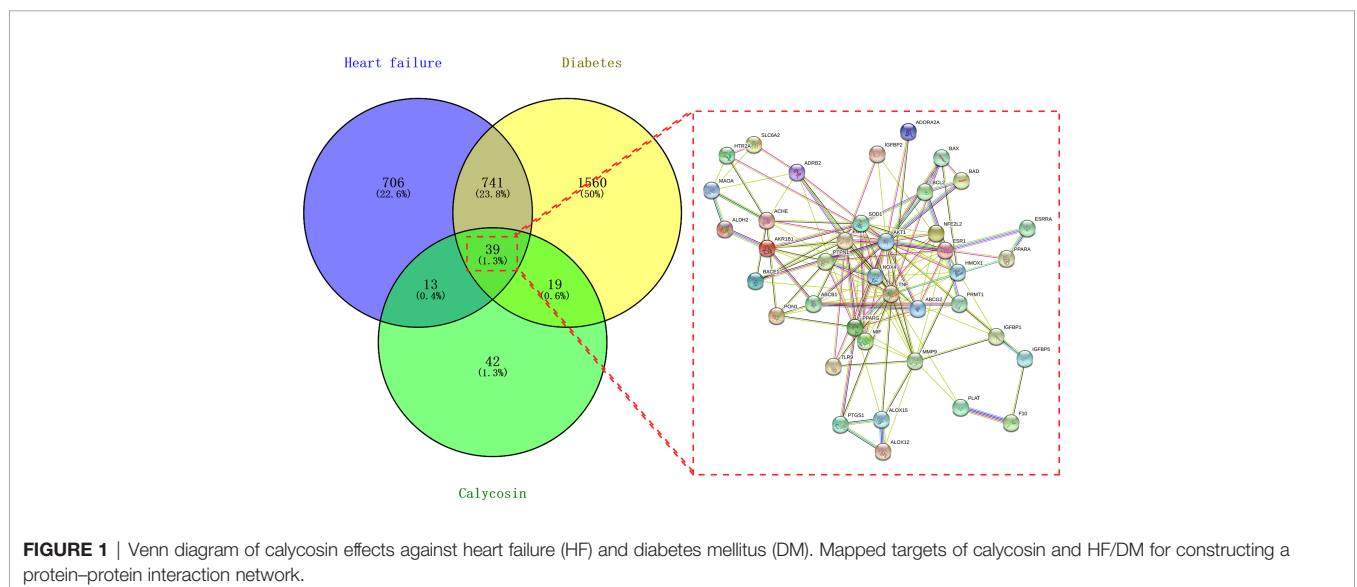 Heart failure
Diabetes
706
(22.6%)
741
(23.8%)
1560
(50%)
39
(1.3%)
13
(0.4%)
19
(0.6%)
42
(1.3%)
Calycosin
ADORA2A
SLC6A2
HTR2A
IGFBP2
BAX
ADRB2
BAD
MAOA
BCL2
ACHE
SOD1
ALDH2
NFE2L2
ESRRA
AKT1
AKR1B1
ESR1
PPARA
PTPN1
BACE1
NOX4
HMOX1
TNF
ABCB1
ABCG2
PRMT1
PON1
PPARG
MIF
IGFBP1
TLR9
MMP9
IGFBP5
PLAT
F10
PTGS1
ALOX15
ALOX12
FIGURE 1 | Venn diagram of calycosin effects against heart failure (HF) and diabetes mellitus (DM). Mapped targets of calycosin and HF/DM for constructing a
protein–protein interaction network.